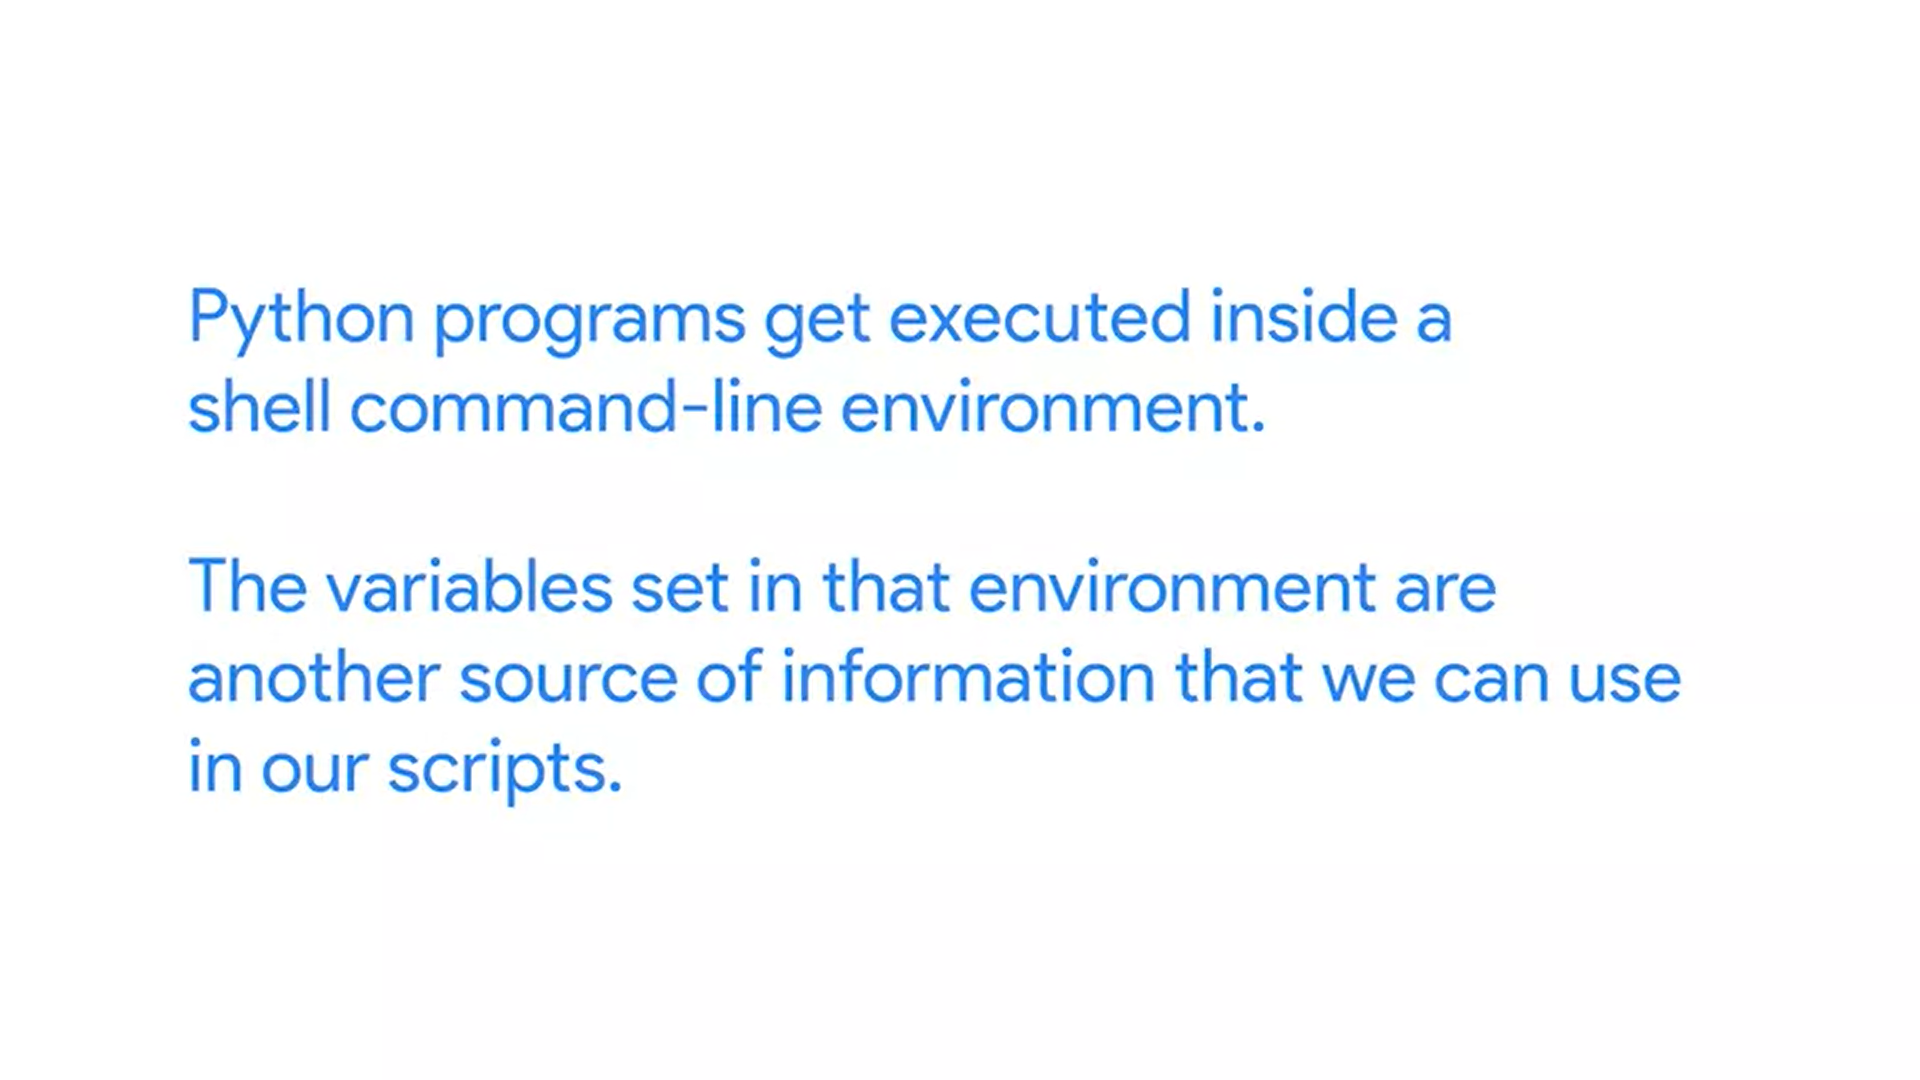 Python programs get executed inside a
shell command-line environment.
The variables set in that environment are
another source of information that we can use
in our scripts.